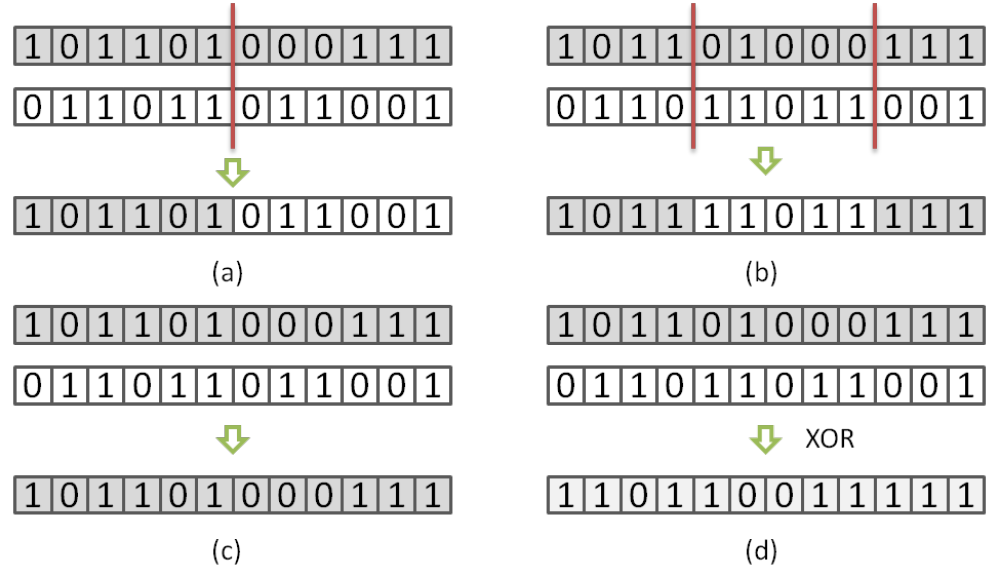 1 0 1 1 0 1 0 0 0 1 1 1
0 1 1 0 1 1 0 1 1 0 0 1
1 0 1 1 0 1 0 1 1 0 0 1
(a)
1 0 1 1 0 1 0 0 0 1 1 1
0 1 1 0 1 1 0 1 1 0 0 1
1 0 1 1 1 1 0 1 1 1 1 1
(b)
1 0 1 1 0 1 0 0 0 1 1 1
0 1 1 0 1 1 0 1 1 0 0 1
1 0 1 1 0 1 0 0 0 1 1 1
(c)
1 0 1 1 0 1 0 0 0 1 1 1
0 1 1 0 1 1 0 1 1 0 0 1
XOR
1 1 0 1 1 0 0 1 1 1 1 1
(d)